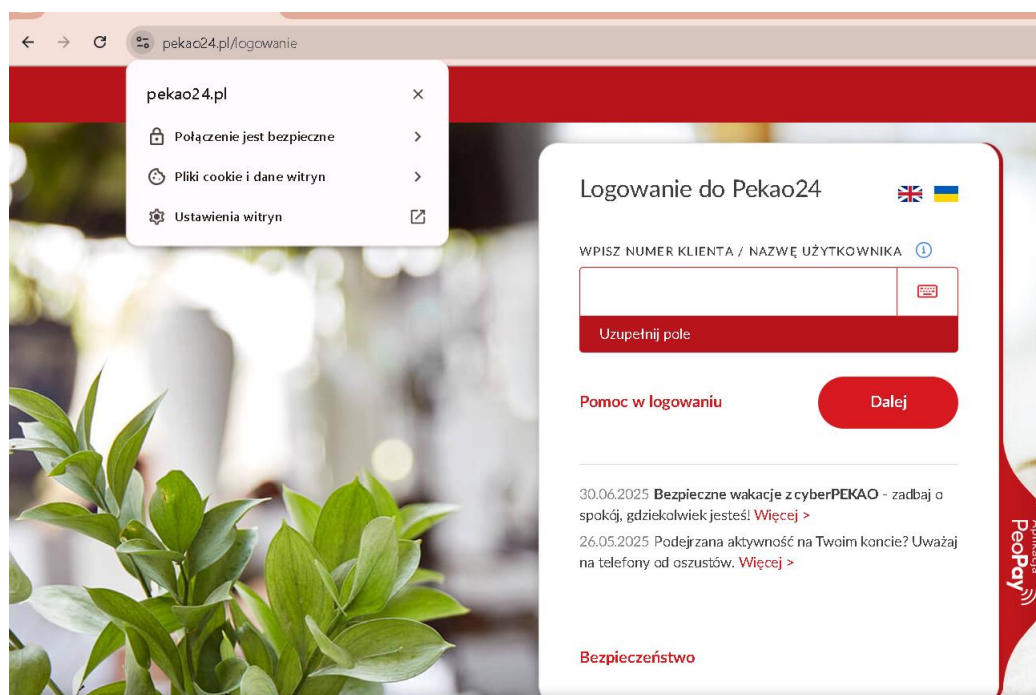 pekao24.pl/logowanie
pekao24.pl
Połączenie jest bezpieczne
Pliki cookie i dane witryn
Ustawienia witryn
Logowanie do Pekao24
WPISZ NUMER KLIENTA / NAZWĘ UŻYTKOWNIKA
Uzupełnij pole
Pomoc w logowaniu
Dalej
30.06.2025 Bezpieczne wakacje z cyberPEKAO - zadbaj o
spokój, gdziekolwiek jesteś! Więcej >
26.05.2025 Podejrzana aktywność na Twoim koncie? Uważaj
na telefony od oszustów. Więcej >
Bezpieczeństwo
Aplikacja
PeoPay